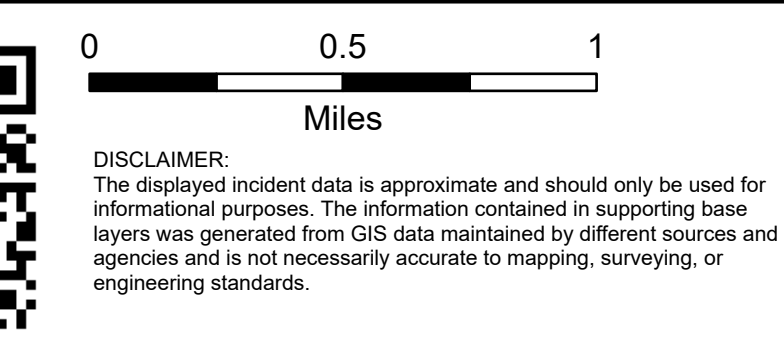 0 0.5 1
Miles
DISCLAIMER:
The displayed incident data is approximate and should only be used for
informational purposes. The information contained in supporting base
layers was generated from GIS data maintained by different sources and
agencies and is not necessarily accurate to mapping, surveying, or
engineering standards.